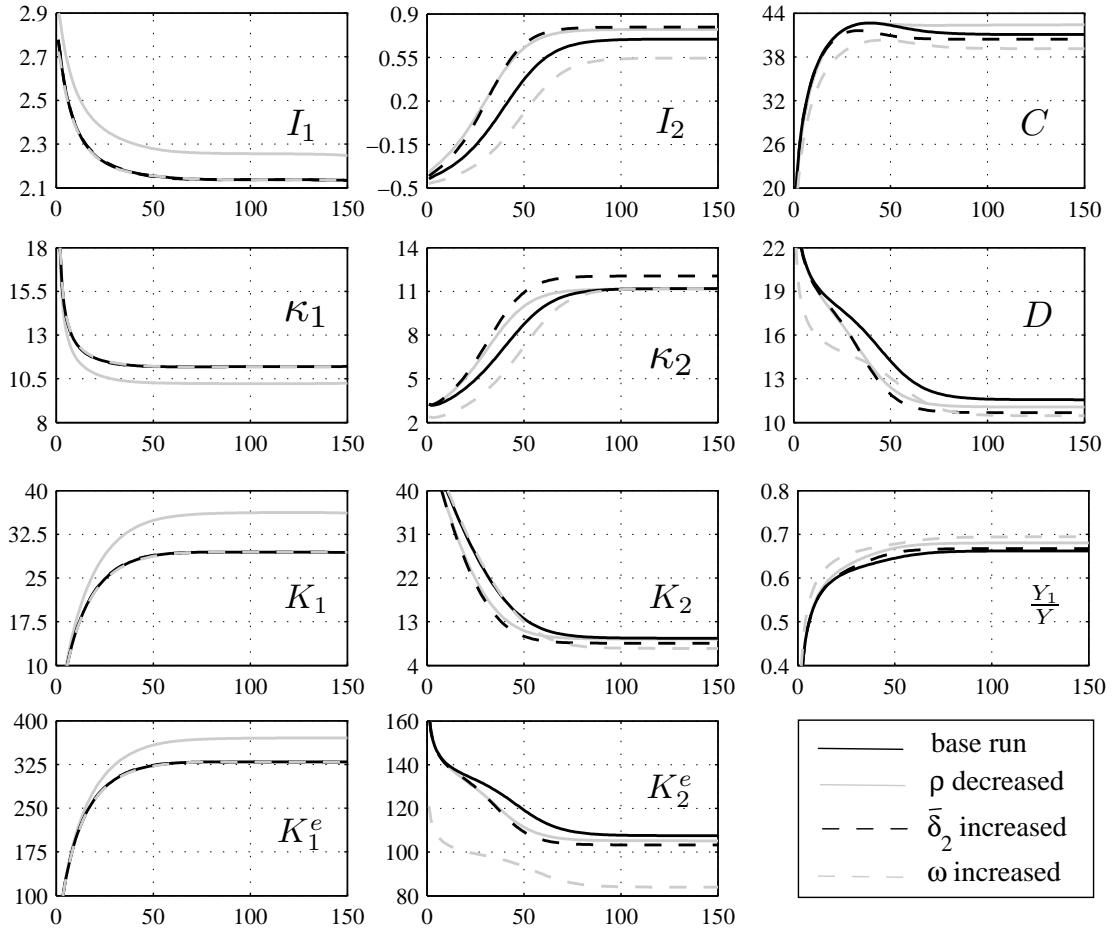 2.9
2.7
2.5
2.3
2.1
0 50 100 150
I₁
0.9
0.55
0.2
−0.15
−0.5
0 50 100 150
I₂
44
38
32
26
20
0 50 100 150
C
18
15.5
13
10.5
8
0 50 100 150
κ₁
14
11
8
5
2
0 50 100 150
κ₂
22
19
16
13
10
0 50 100 150
D
40
32.5
25
17.5
10
0 50 100 150
K₁
40
31
22
13
4
0 50 100 150
K₂
0.8
0.7
0.6
0.5
0.4
0 50 100 150
Y₁/Y
400
325
250
175
100
0 50 100 150
K₁ᵉ
160
140
120
100
80
0 50 100 150
K₂ᵉ
base run
ρ decreased
δ̄₂ increased
ω increased